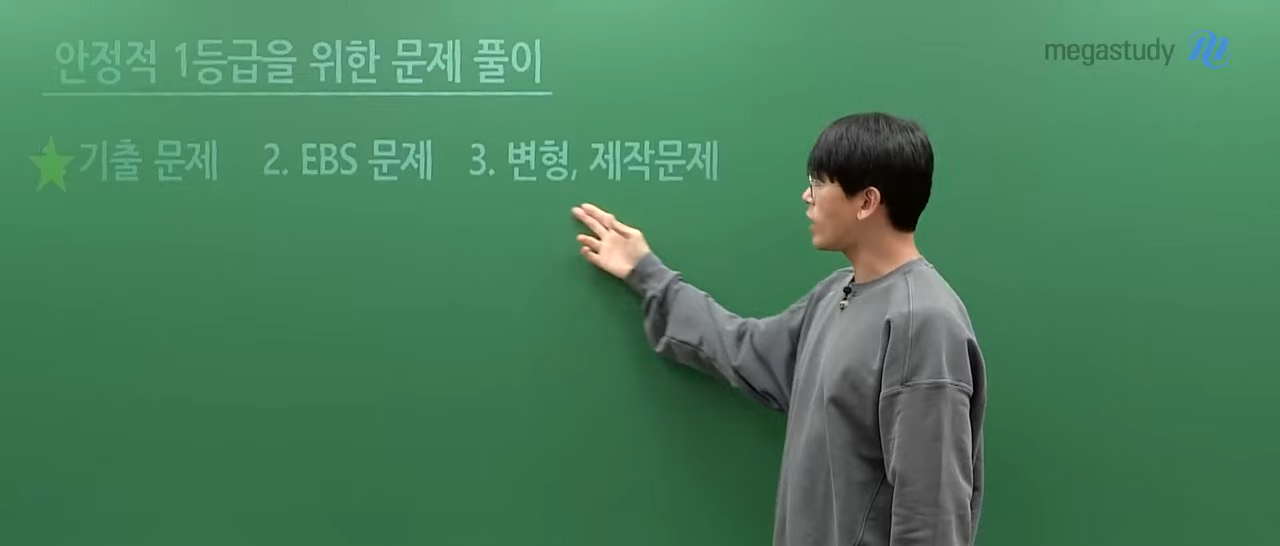 안정적 1등급을 위한 문제 풀이
megastudy
기출 문제 2. EBS 문제 3. 변형, 제작문제